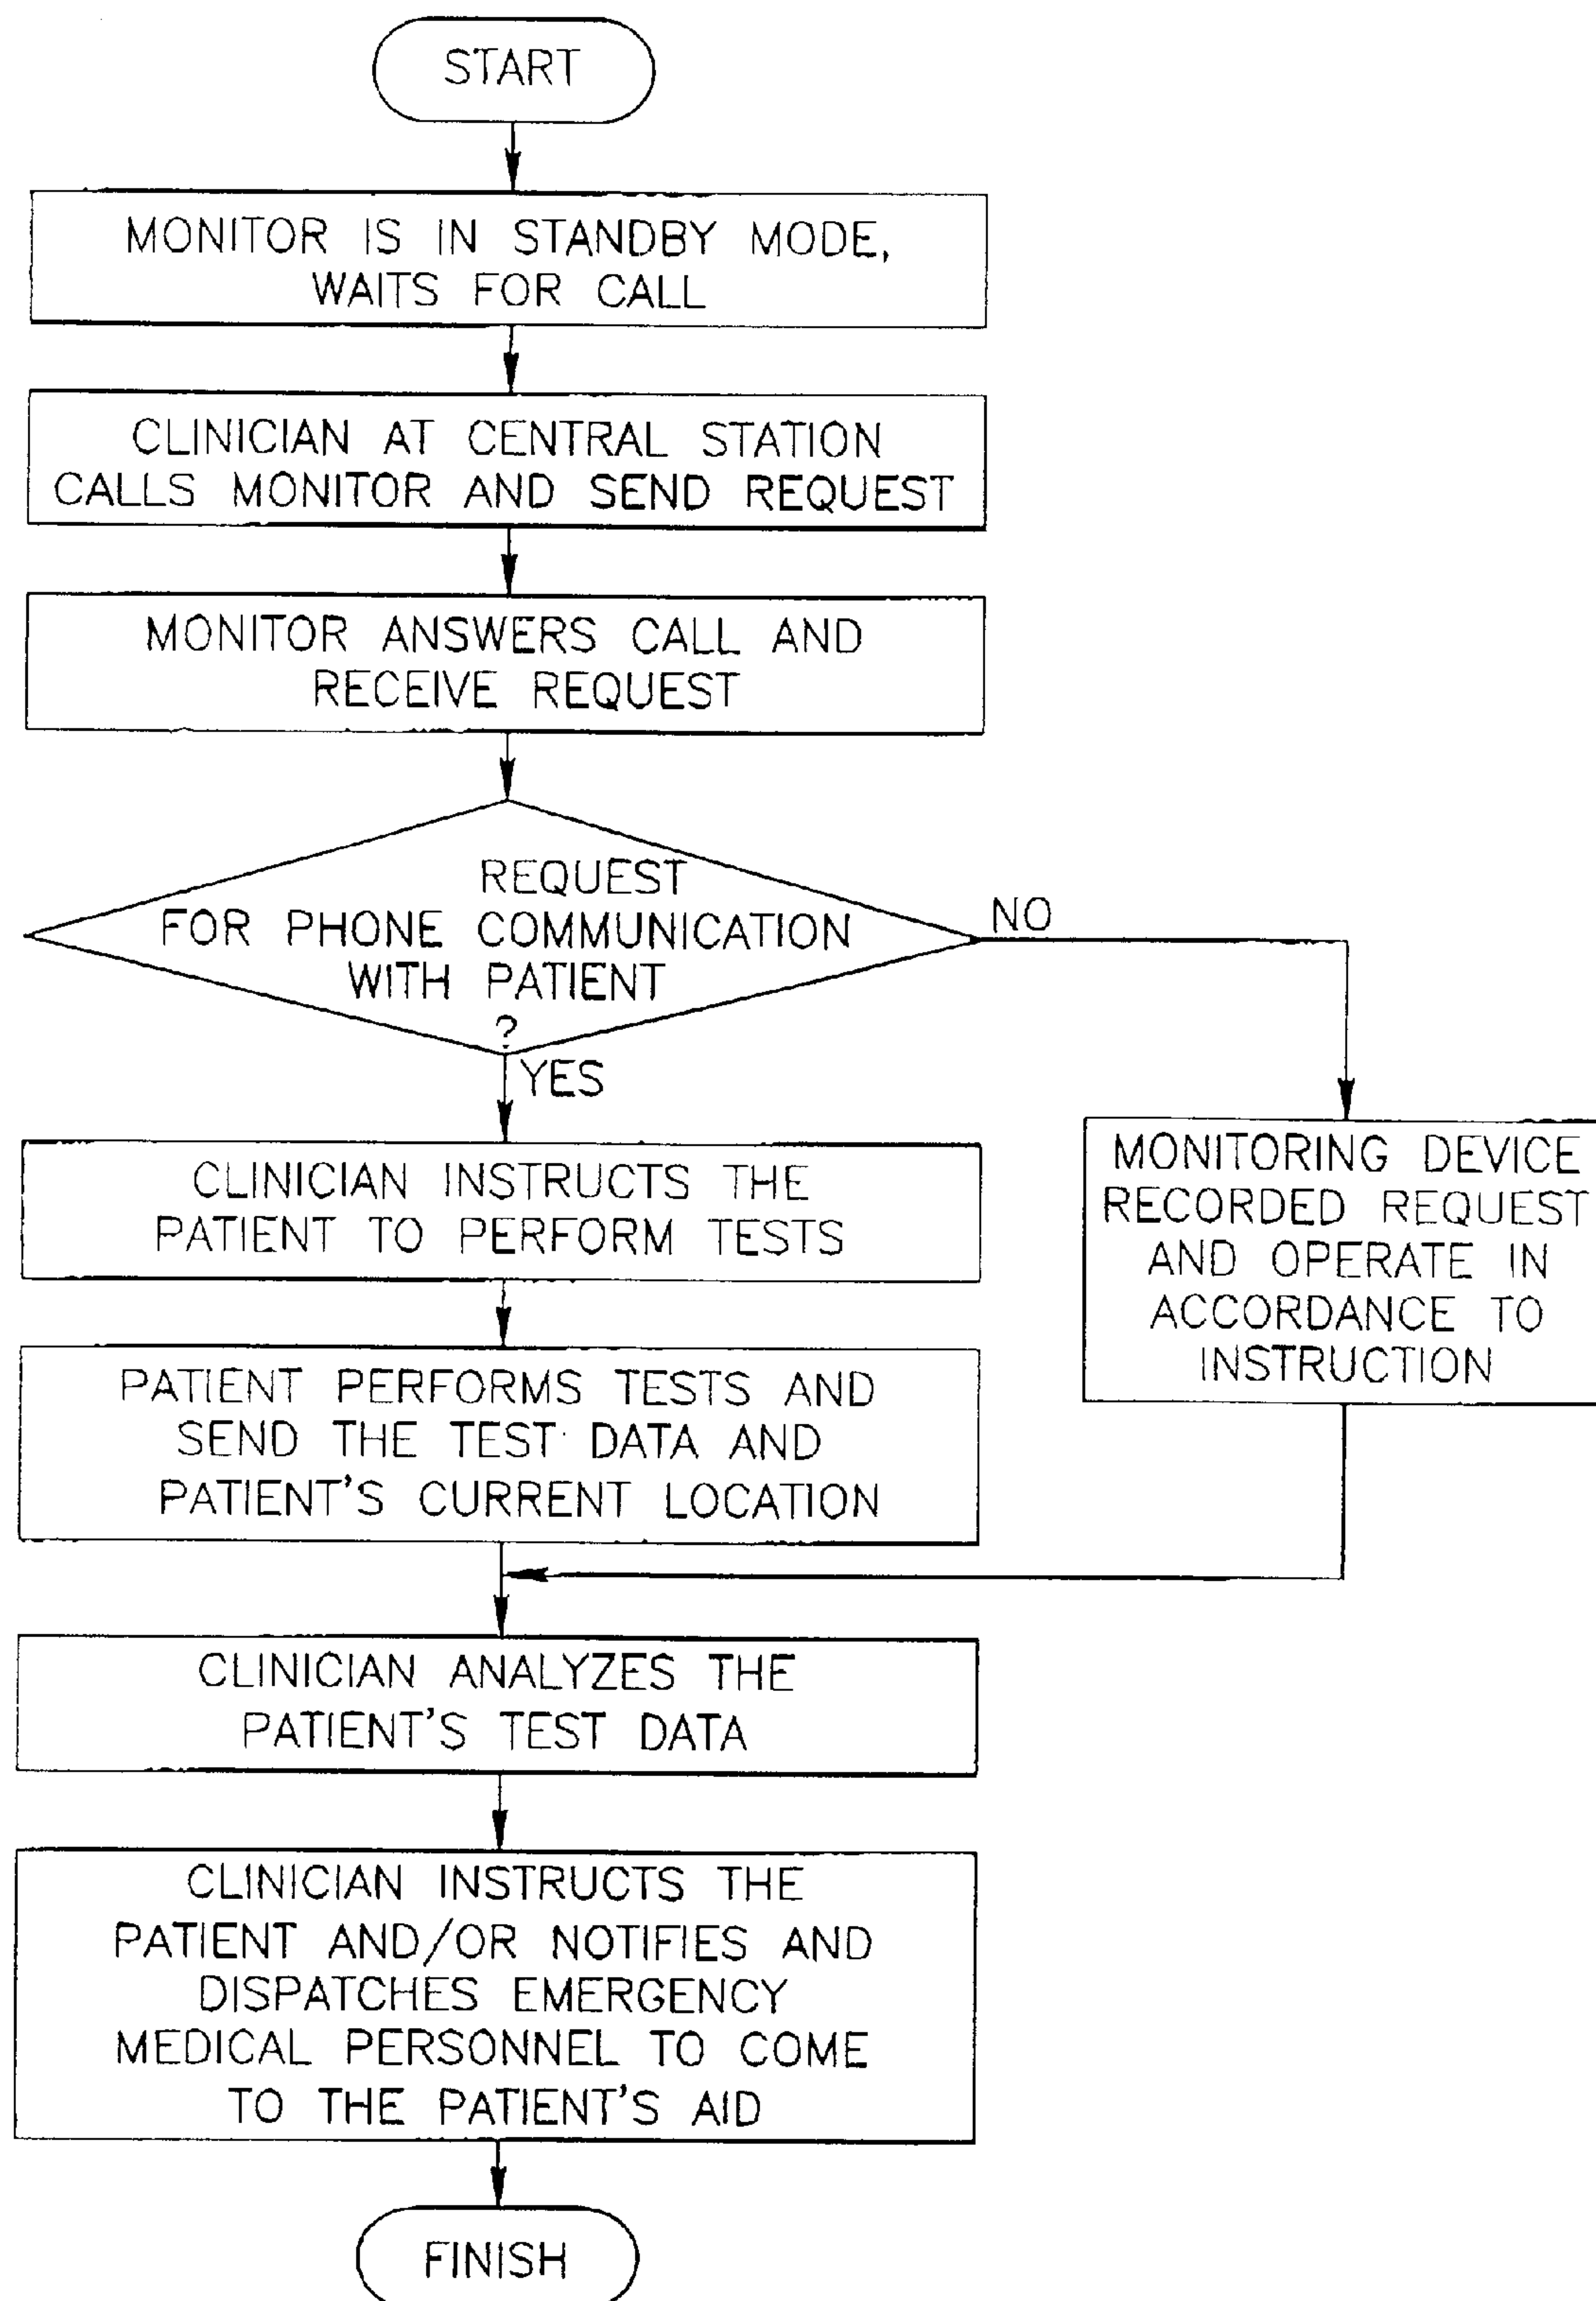 START
MONITOR IS IN STANDBY MODE,
WAITS FOR CALL
CLINICIAN AT CENTRAL STATION
CALLS MONITOR AND SEND REQUEST
MONITOR ANSWERS CALL AND
RECEIVE REQUEST
REQUEST
FOR PHONE COMMUNICATION
WITH PATIENT
?
NO
YES
CLINICIAN INSTRUCTS THE
PATIENT TO PERFORM TESTS
MONITORING DEVICE
RECORDED REQUEST
AND OPERATE IN
ACCORDANCE TO
INSTRUCTION
PATIENT PERFORMS TESTS AND
SEND THE TEST DATA AND
PATIENT'S CURRENT LOCATION
CLINICIAN ANALYZES THE
PATIENT'S TEST DATA
CLINICIAN INSTRUCTS THE
PATIENT AND/OR NOTIFIES AND
DISPATCHES EMERGENCY
MEDICAL PERSONNEL TO COME
TO THE PATIENT'S AID
FINISH